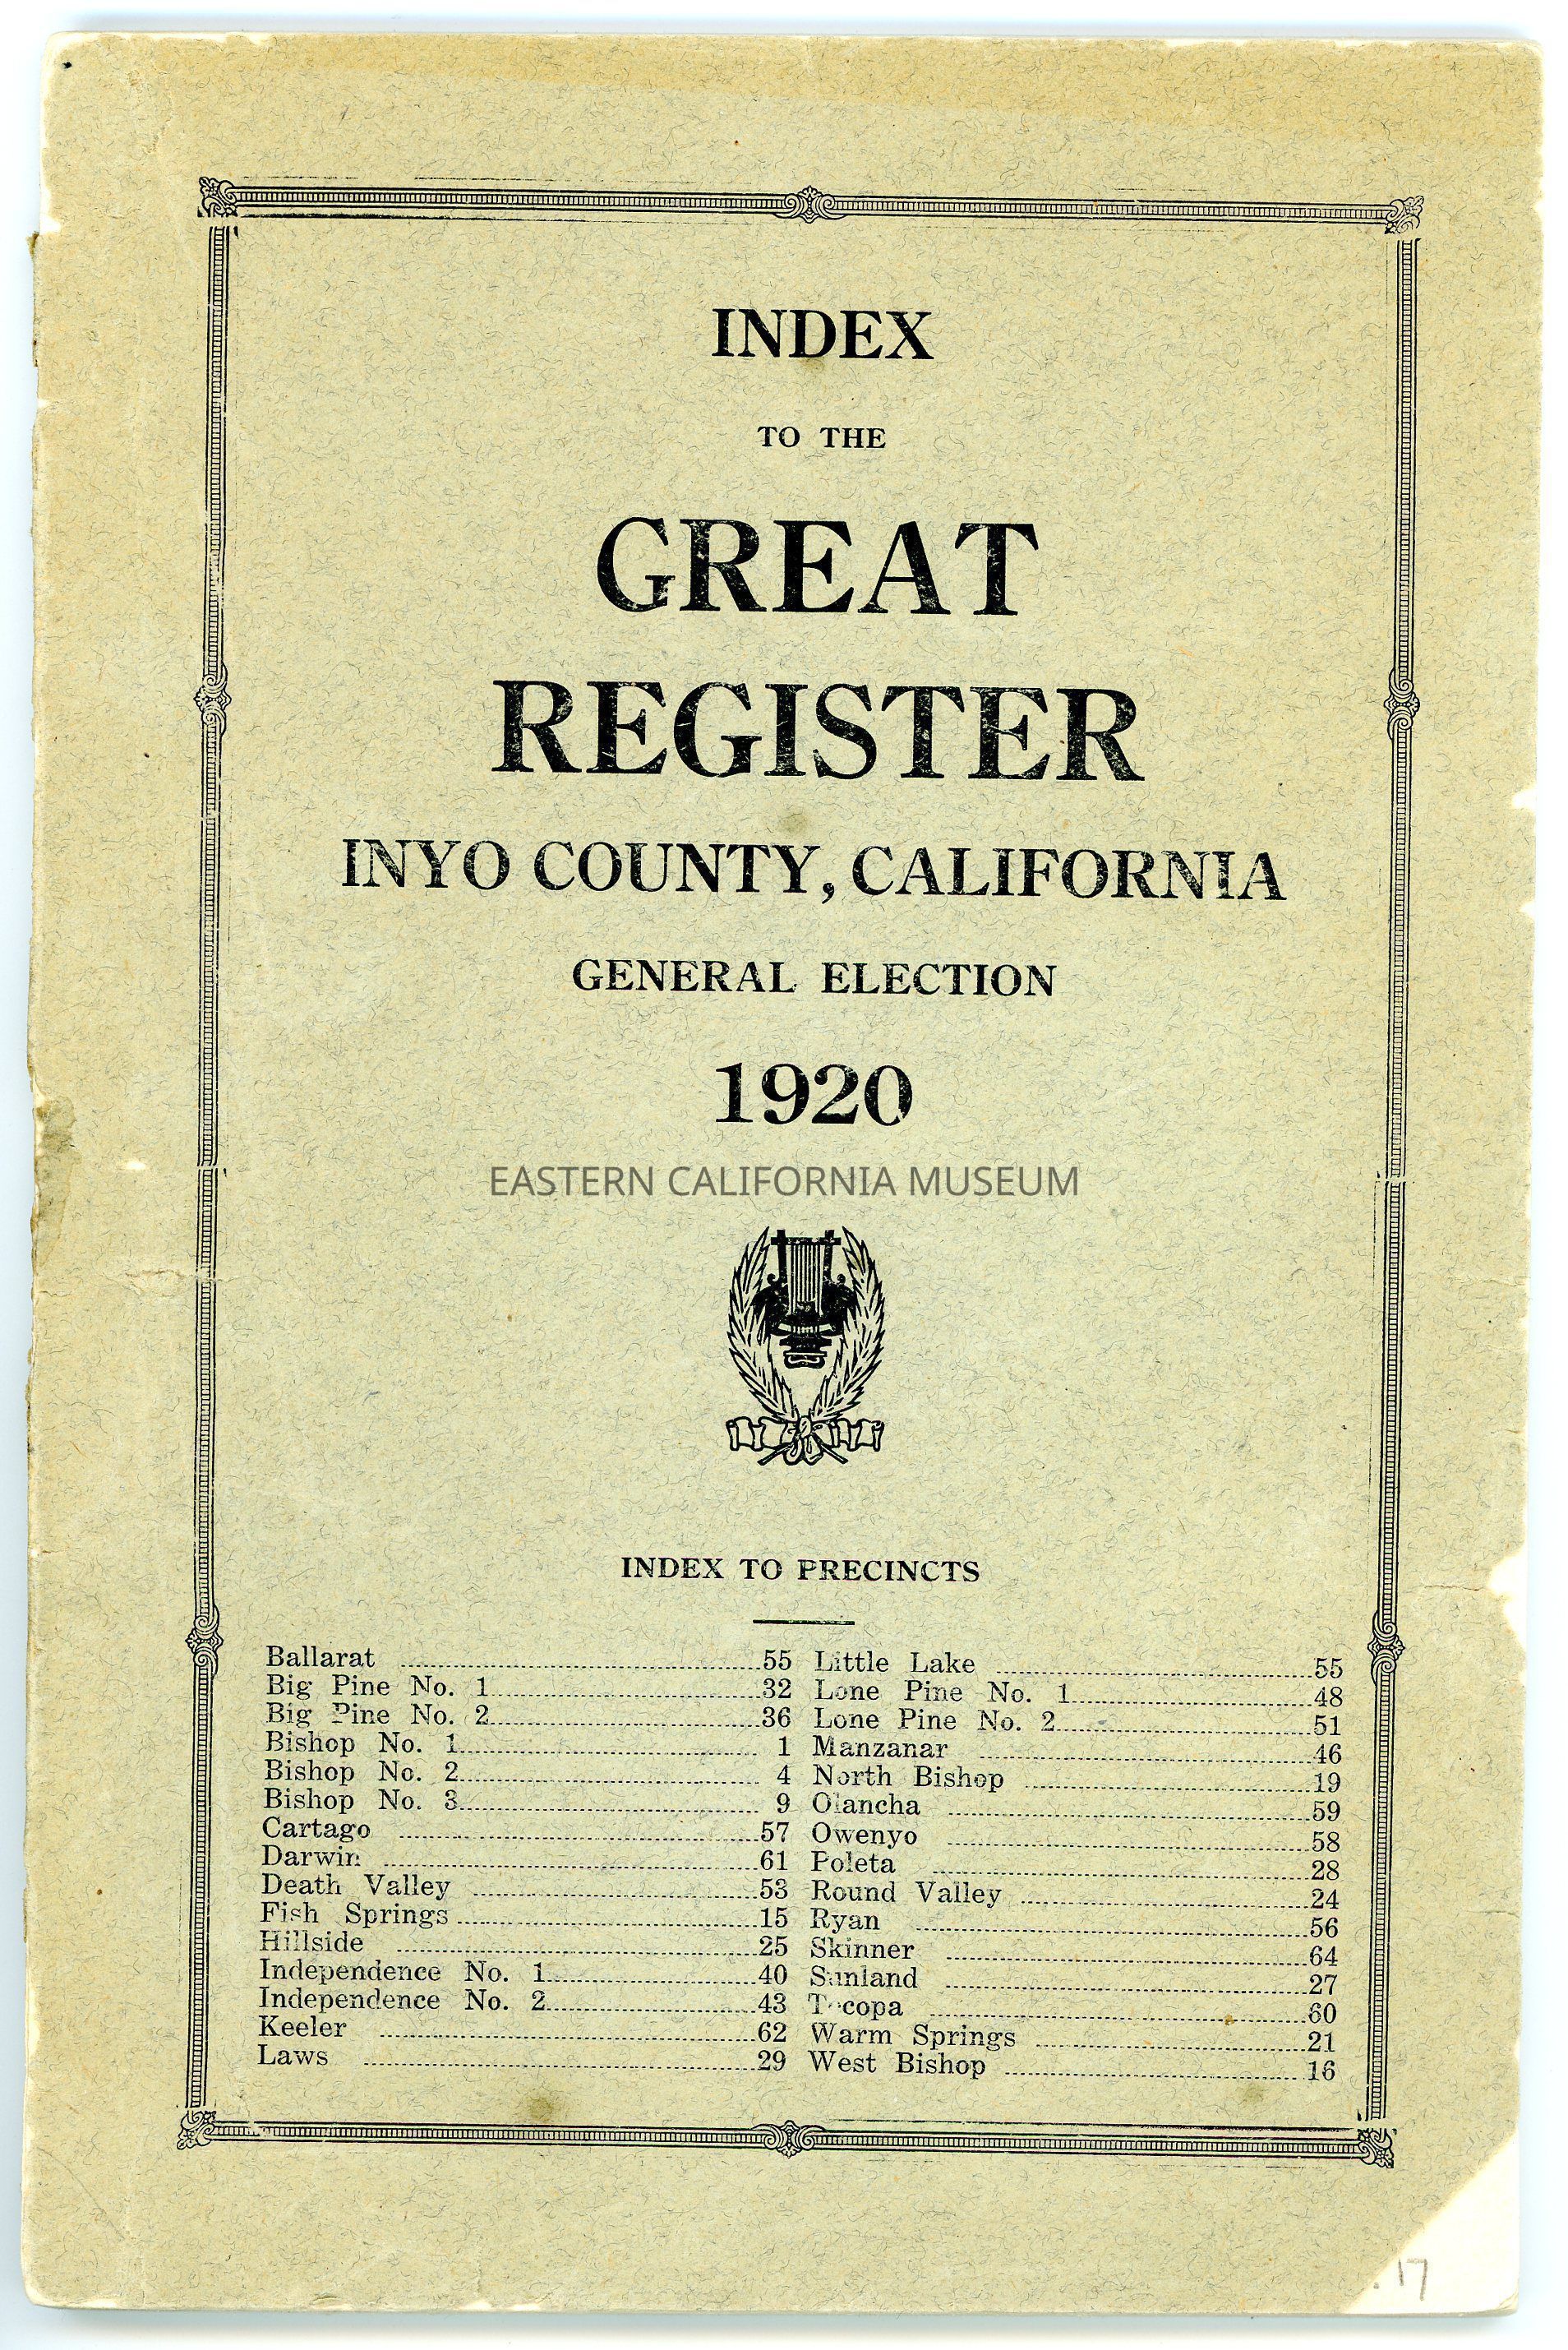 INDEX
TO THE
GREAT
REGISTER
INYO COUNTY, CALIFORNIA
GENERAL ELECTION
1920
EASTERN CALIFORNIA MUSEUM
INDEX TO PRECINCTS
Ballarat 55
Big Pine No. 1 32
Big Pine No. 2 36
Bishop No. 1 1
Bishop No. 2 4
Bishop No. 3 9
Cartago 57
Darwin 61
Death Valley 53
Fish Springs 15
Hillside 25
Independence No. 1 40
Independence No. 2 43
Keeler 62
Laws 29
Little Lake 55
Lone Pine No. 1 48
Lone Pine No. 2 51
Manzanar 46
North Bishop 19
Olancha 59
Owenyo 58
Poleta 28
Round Valley 24
Ryan 56
Skinner 64
Sunland 27
Tecopa 60
Warm Springs 21
West Bishop 16
. 17